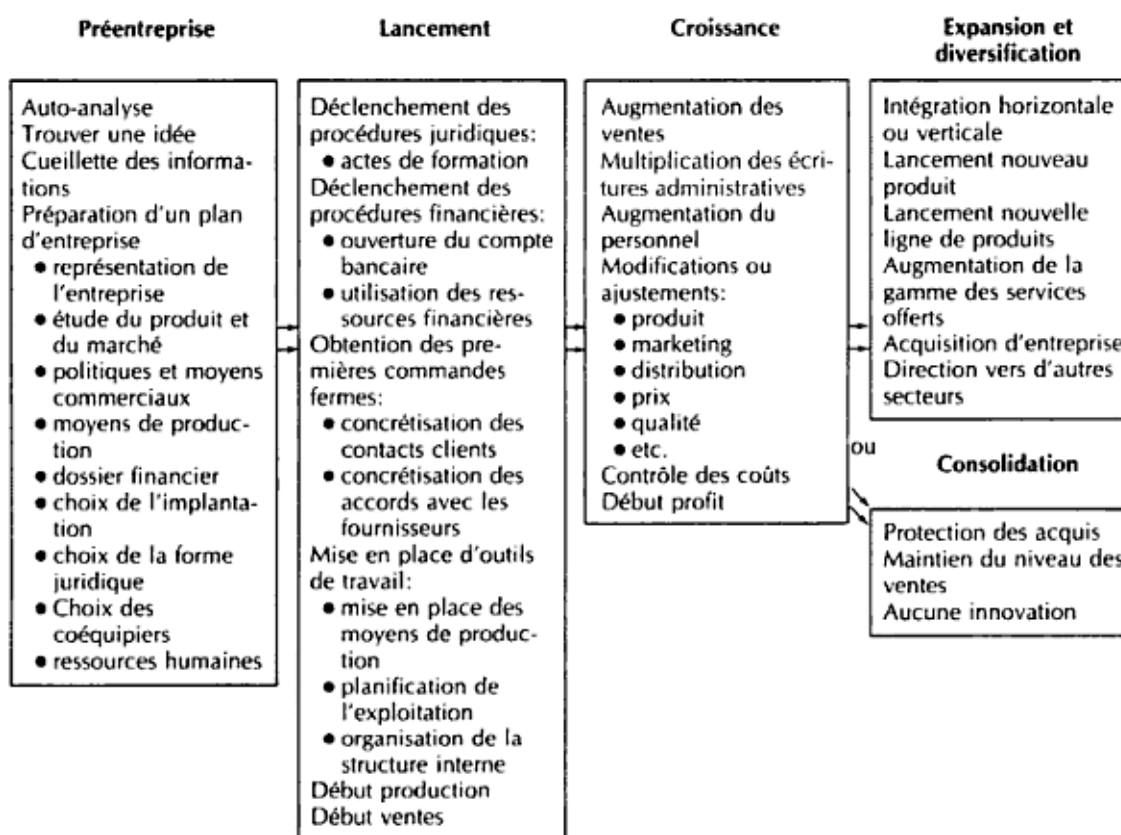 Préentreprise
Auto-analyse
Trouver une idée
Cueillette des informa-
tions
Préparation d'un plan
d'entreprise
● représentation de
l'entreprise
● étude du produit et
du marché
● politiques et moyens
commerciaux
● moyens de produc-
tion
● dossier financier
● choix de l'implanta-
tion
● choix de la forme
juridique
● Choix des
coéquipiers
● ressources humaines
Lancement
Déclenchement des
procédures juridiques:
● actes de formation
Déclenchement des
procédures financières:
● ouverture du compte
bancaire
● utilisation des res-
sources financières
Obtention des pre-
mières commandes
fermes:
● concrétisation des
contacts clients
● concrétisation des
accords avec les
fournisseurs
Mise en place d'outils
de travail:
● mise en place des
moyens de produc-
tion
● planification de
l'exploitation
● organisation de la
structure interne
Début production
Début ventes
Croissance
Augmentation des
ventes
Multiplication des écri-
tures administratives
Augmentation du
personnel
Modifications ou
ajustements:
● produit
● marketing
● distribution
● prix
● qualité
● etc.
Contrôle des coûts
Début profit
Expansion et
diversification
Intégration horizontale
ou verticale
Lancement nouveau
produit
Lancement nouvelle
ligne de produits
Augmentation de la
gamme des services
offerts
Acquisition d'entreprise
Direction vers d'autres
secteurs
ou
Consolidation
Protection des acquis
Maintien du niveau des
ventes
Aucune innovation